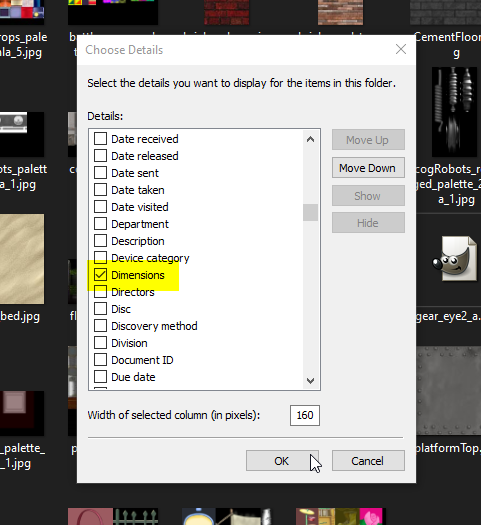 rops_pale
la_5.jpg
CementFloor
g
Choose Details
Select the details you want to display for the items in this folder.
Details:
Date received
Date released
Date sent
Date taken
Date visited
Department
Description
Device category
Dimensions
Directors
Disc
Discovery method
Division
Document ID
Due date
Move Up
Move Down
Show
Hide
Width of selected column (in pixels):
160
OK
Cancel
ots_palett
a_1.jpg
cogRobots_r
ged_palette_2
a_1.jpg
bed.jpg
gear_eye2_a.
_palette_
_1.jpg
platformTop.